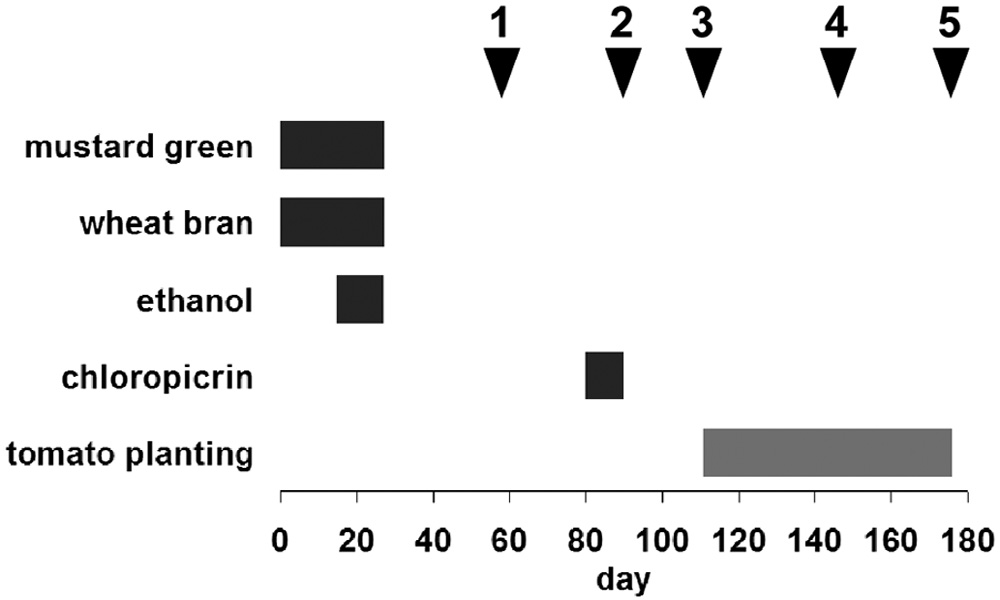 1 2 3 4 5
mustard green
wheat bran
ethanol
chloropicrin
tomato planting
0 20 40 60 80 100 120 140 160 180
day